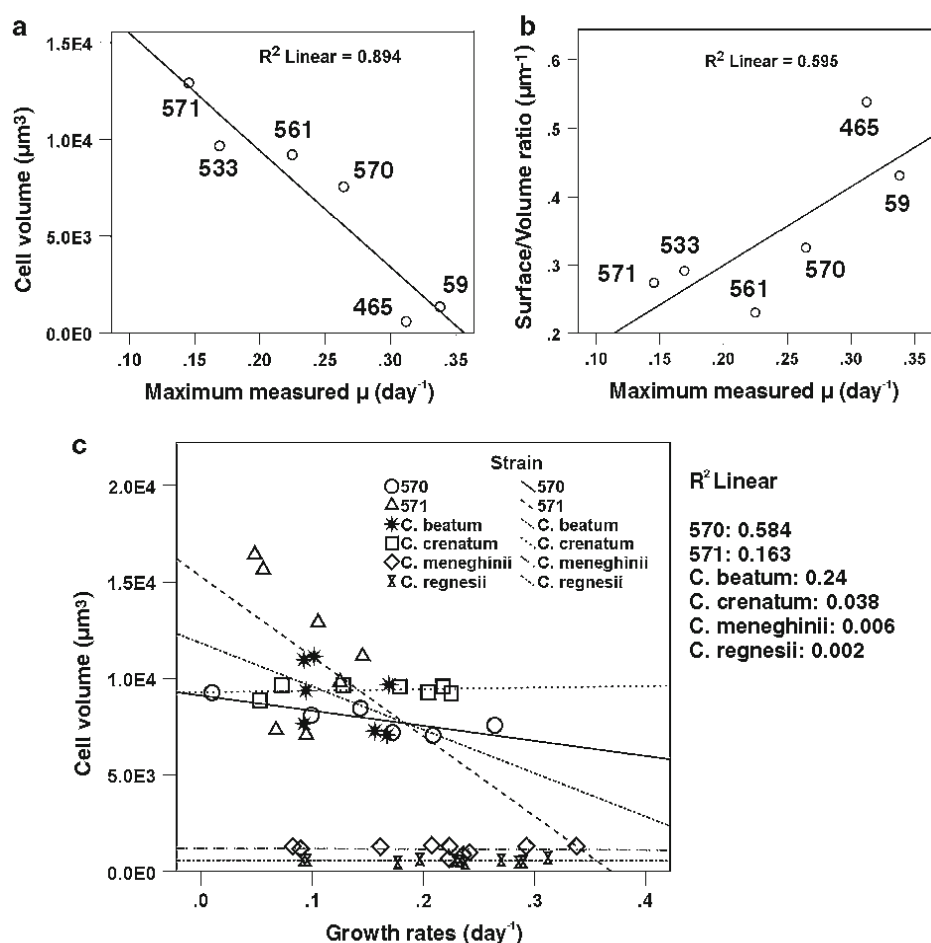 a
R² Linear = 0.894
1.5E4
1.0E4
5.0E3
0.0E0
Cell volume (µm³)
571
533
561
570
465
59
.10 .15 .20 .25 .30 .35
Maximum measured µ (day⁻¹)
b
R² Linear = 0.595
.6
.5
.4
.3
.2
Surface/Volume ratio (µm⁻¹)
465
59
533
571
570
561
.10 .15 .20 .25 .30 .35
Maximum measured µ (day⁻¹)
c
2.0E4
1.5E4
1.0E4
5.0E3
0.0E0
Cell volume (µm³)
Strain
570 570
571 571
C. beatum C. beatum
C. crenatum C. crenatum
C. meneghinii C. meneghinii
C. regnesii C. regnesii
.0 .1 .2 .3 .4
Growth rates (day⁻¹)
R² Linear
570: 0.584
571: 0.163
C. beatum: 0.24
C. crenatum: 0.038
C. meneghinii: 0.006
C. regnesii: 0.002